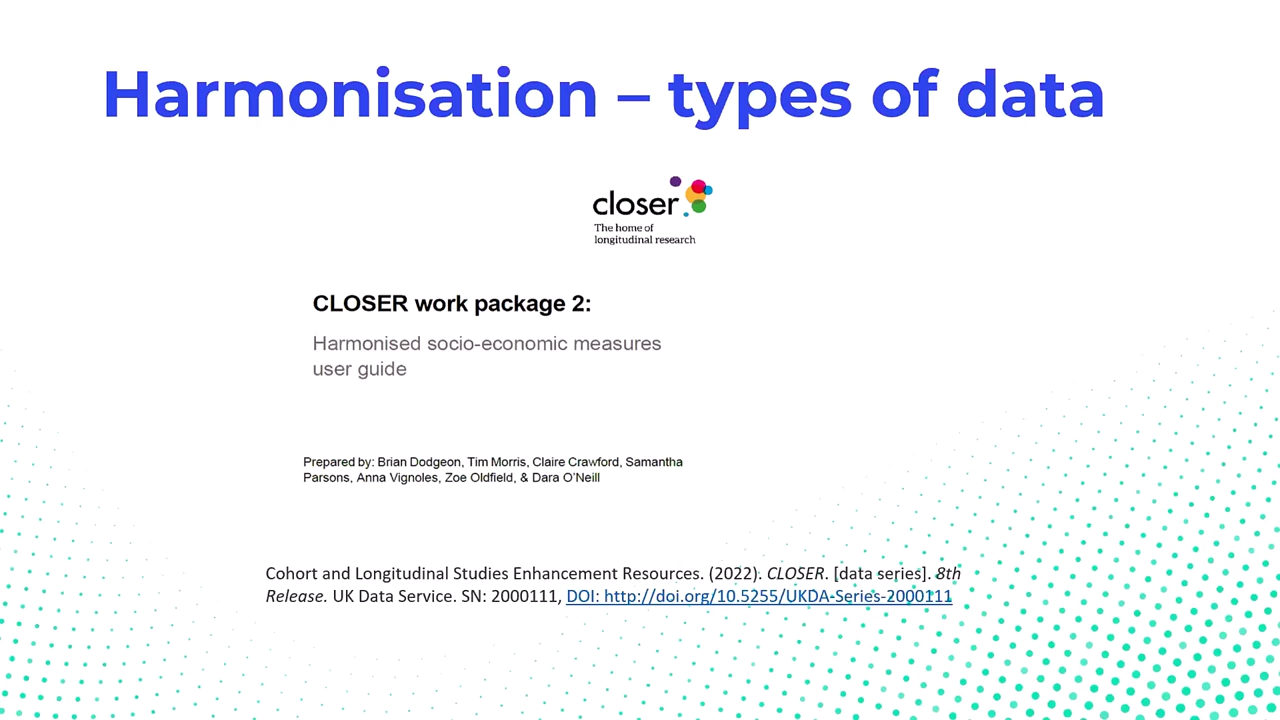 Harmonisation – types of data
closer
The home of
longitudinal research
CLOSER work package 2:
Harmonised socio-economic measures
user guide
Prepared by: Brian Dodgeon, Tim Morris, Claire Crawford, Samantha
Parsons, Anna Vignoles, Zoe Oldfield, & Dara O’Neill
Cohort and Longitudinal Studies Enhancement Resources. (2022). CLOSER. [data series]. 8th
Release. UK Data Service. SN: 2000111, DOI: http://doi.org/10.5255/UKDA-Series-2000111